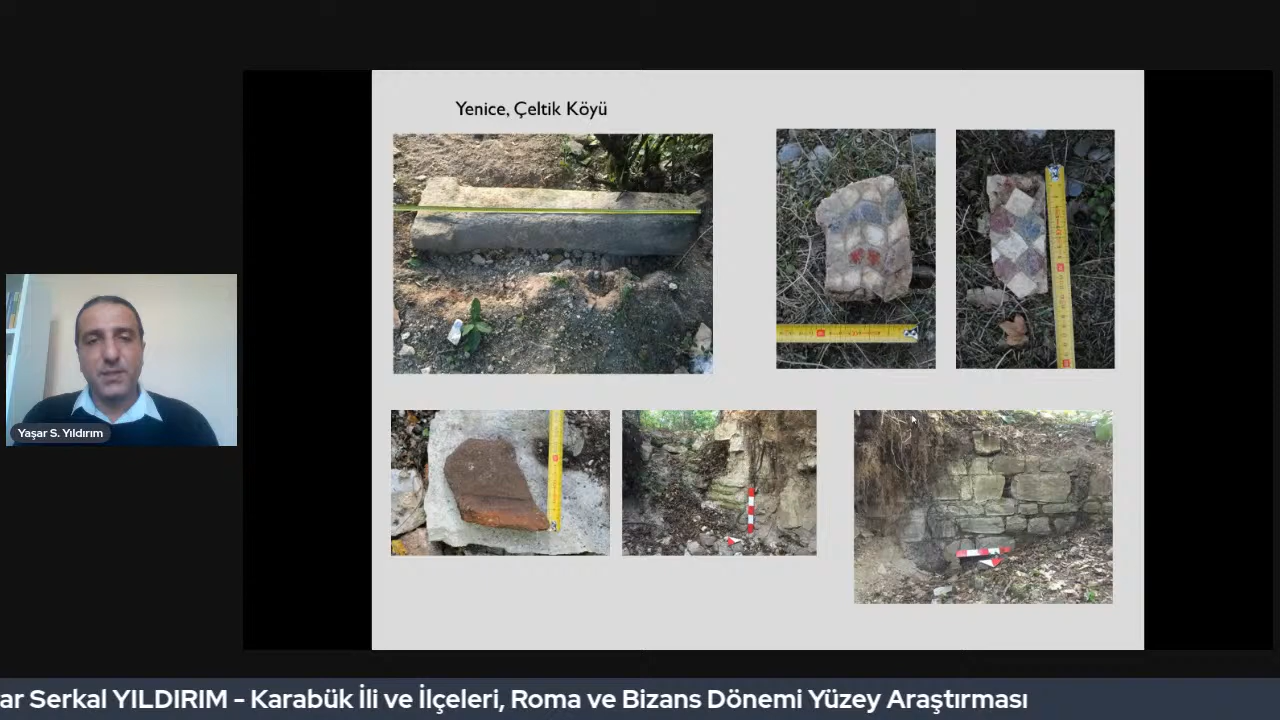 Yenice, Çeltik Köyü
Yaşar S. Yıldırım
ar Serkal YILDIRIM - Karabük İli ve İlçeleri, Roma ve Bizans Dönemi Yüzey Araştırması